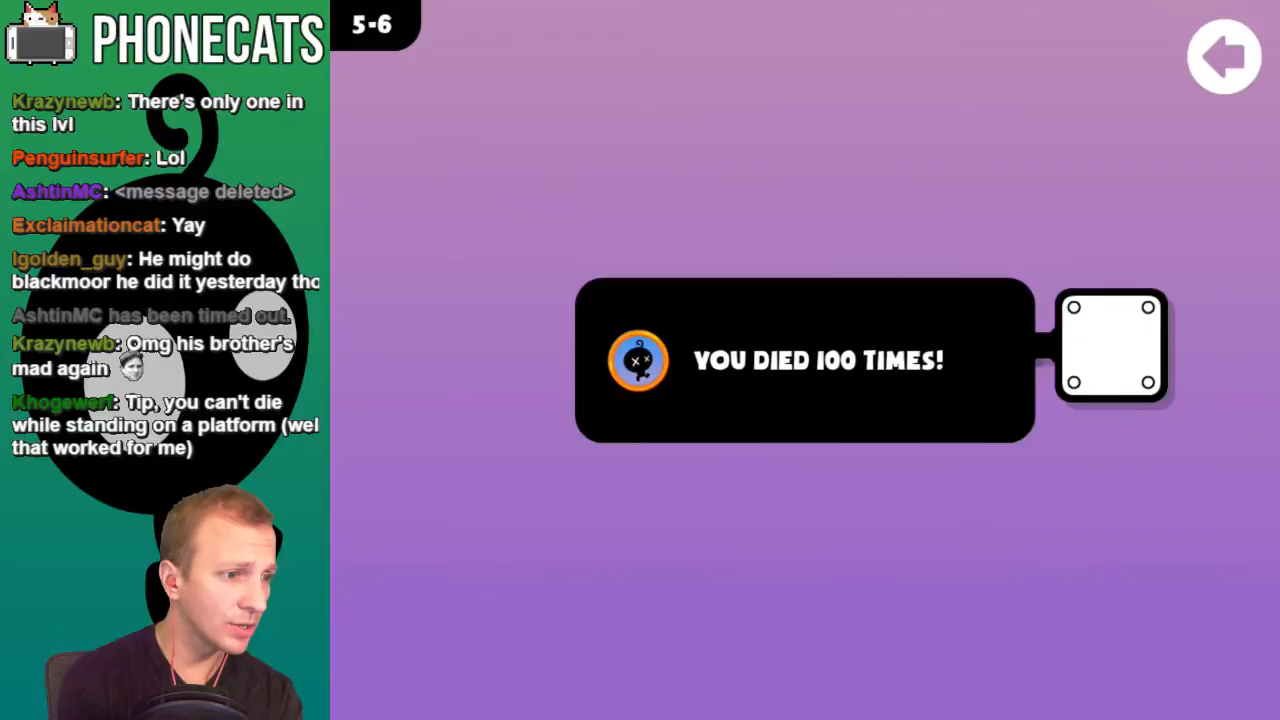 PHONECATS
5-6
Krazynewb: There's only one in
this lvl
Penguinsurfer: Lol
AshtinMC: <message deleted>
Exclaimationcat: Yay
lgolden_guy: He might do
blackmoor he did it yesterday tho
AshtinMC has been timed out.
Krazynewb: Omg his brother's
mad again
Khogewerf: Tip, you can't die
while standing on a platform (wel
that worked for me)
YOU DIED 100 TIMES!